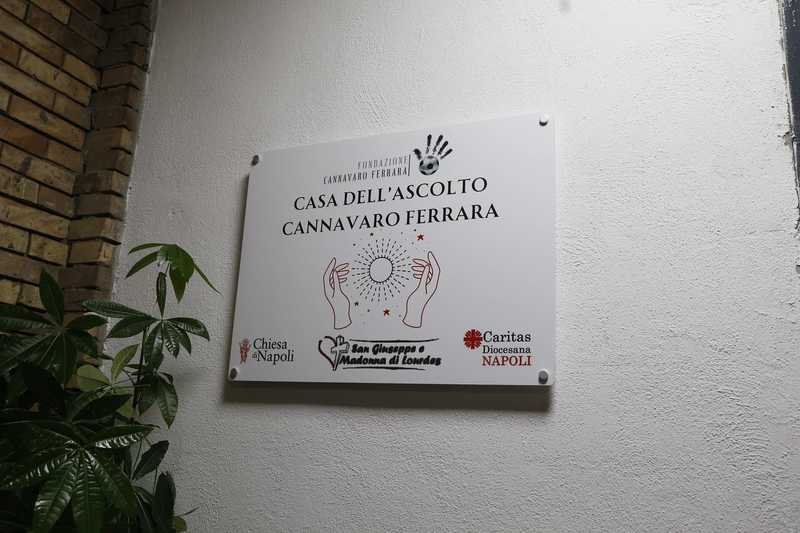 FONDAZIONE
CANNAVARO FERRARA
CASA DELL'ASCOLTO
CANNAVARO FERRARA
Chiesa
di Napoli
San Giuseppe e
Madonna di Lourdes
Caritas
Diocesana
NAPOLI